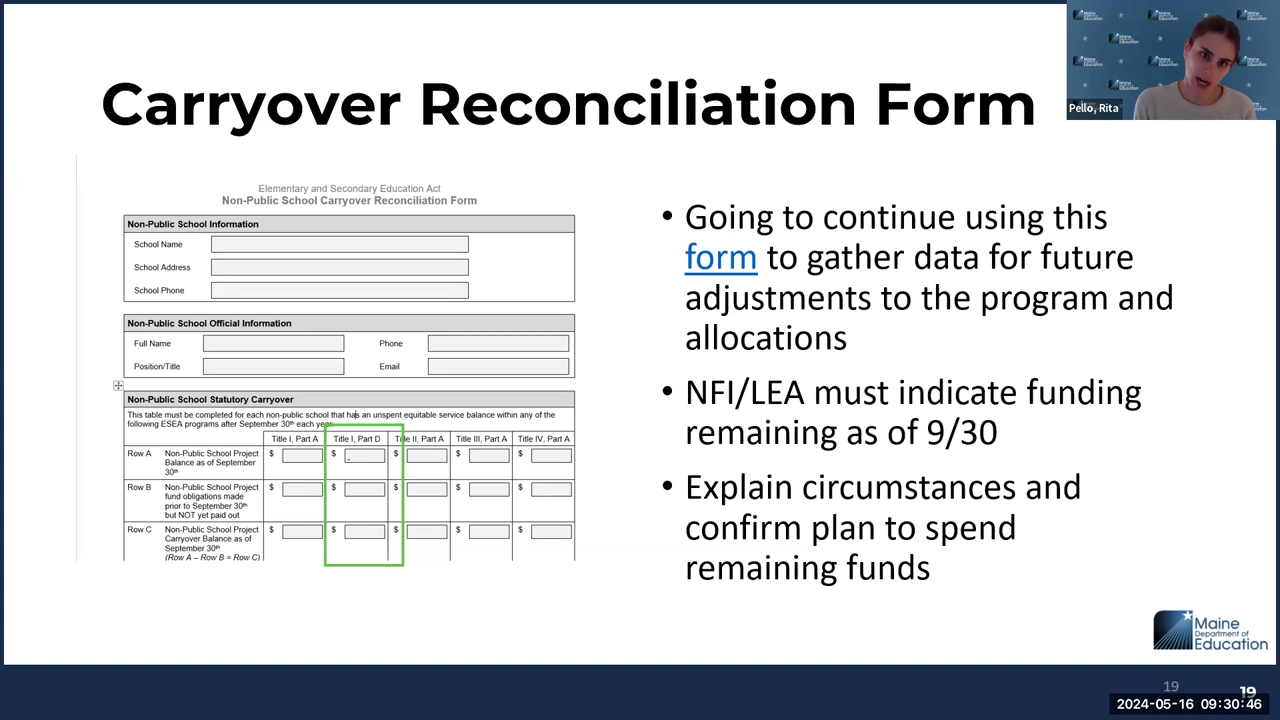 Carryover Reconciliation Form
Pello, Rita
Elementary and Secondary Education Act
Non-Public School Carryover Reconciliation Form
Non-Public School Information
School Name
School Address
School Phone
Non-Public School Official Information
Full Name Phone
Position/Title Email
Non-Public School Statutory Carryover
This table must be completed for each non-public school that has an unspent equitable service balance within any of the
following ESEA programs after September 30th each year.
Title I, Part A Title I, Part D Title II, Part A Title III, Part A Title IV, Part A
Row A Non-Public School Project $ $ $ $ $
Balance as of September
30th
Row B Non-Public School Project $ $ $ $ $
fund obligations made
prior to September 30th
but NOT yet paid out
Row C Non-Public School Project $ $ $ $ $
Carryover Balance as of
September 30th
(Row A – Row B = Row C)
• Going to continue using this
form to gather data for future
adjustments to the program and
allocations
• NFI/LEA must indicate funding
remaining as of 9/30
• Explain circumstances and
confirm plan to spend
remaining funds
Maine
Department of
Education
19
19
2024-05-16 09:30:46